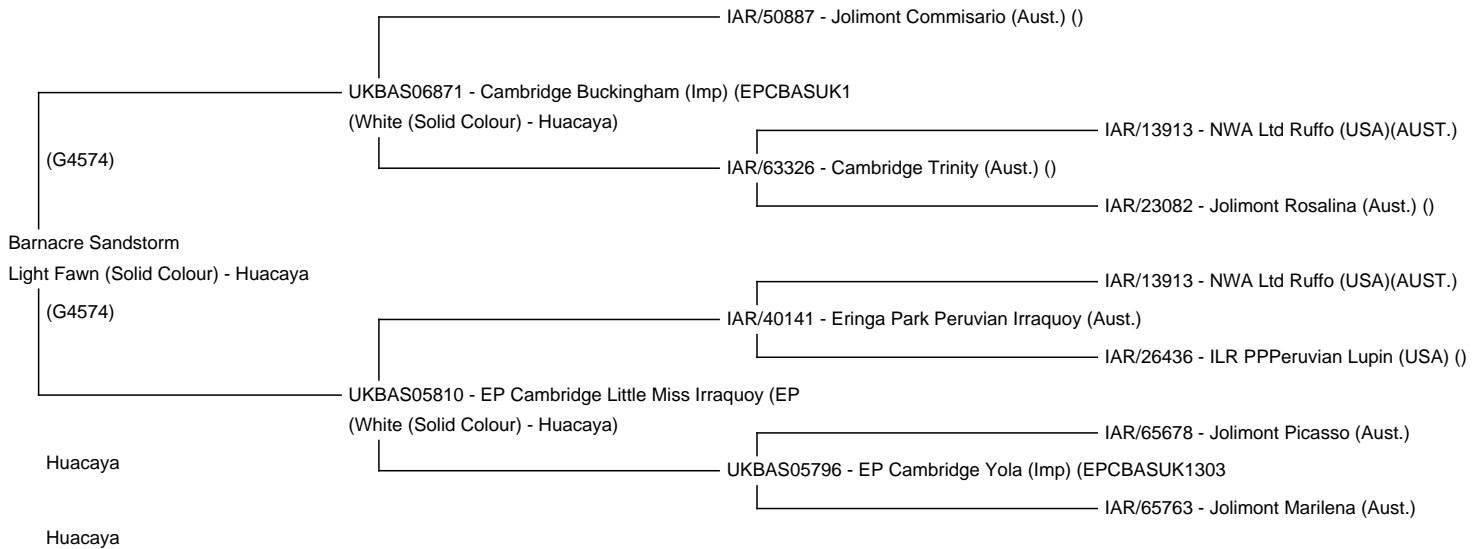 IAR/50887 - Jolimont Commisario (Aust.) ()
UKBAS06871 - Cambridge Buckingham (Imp) (EPCBASUK1
(White (Solid Colour) - Huacaya)
IAR/13913 - NWA Ltd Ruffo (USA)(AUST.)
(G4574)
IAR/63326 - Cambridge Trinity (Aust.) ()
IAR/23082 - Jolimont Rosalina (Aust.) ()
Barnacre Sandstorm
Light Fawn (Solid Colour) - Huacaya
IAR/13913 - NWA Ltd Ruffo (USA)(AUST.)
(G4574)
IAR/40141 - Eringa Park Peruvian Irraquoy (Aust.)
IAR/26436 - ILR PPPeruvian Lupin (USA) ()
UKBAS05810 - EP Cambridge Little Miss Irraquoy (EP
(White (Solid Colour) - Huacaya)
IAR/65678 - Jolimont Picasso (Aust.)
Huacaya
UKBAS05796 - EP Cambridge Yola (Imp) (EPCBASUK1303
IAR/65763 - Jolimont Marilena (Aust.)
Huacaya